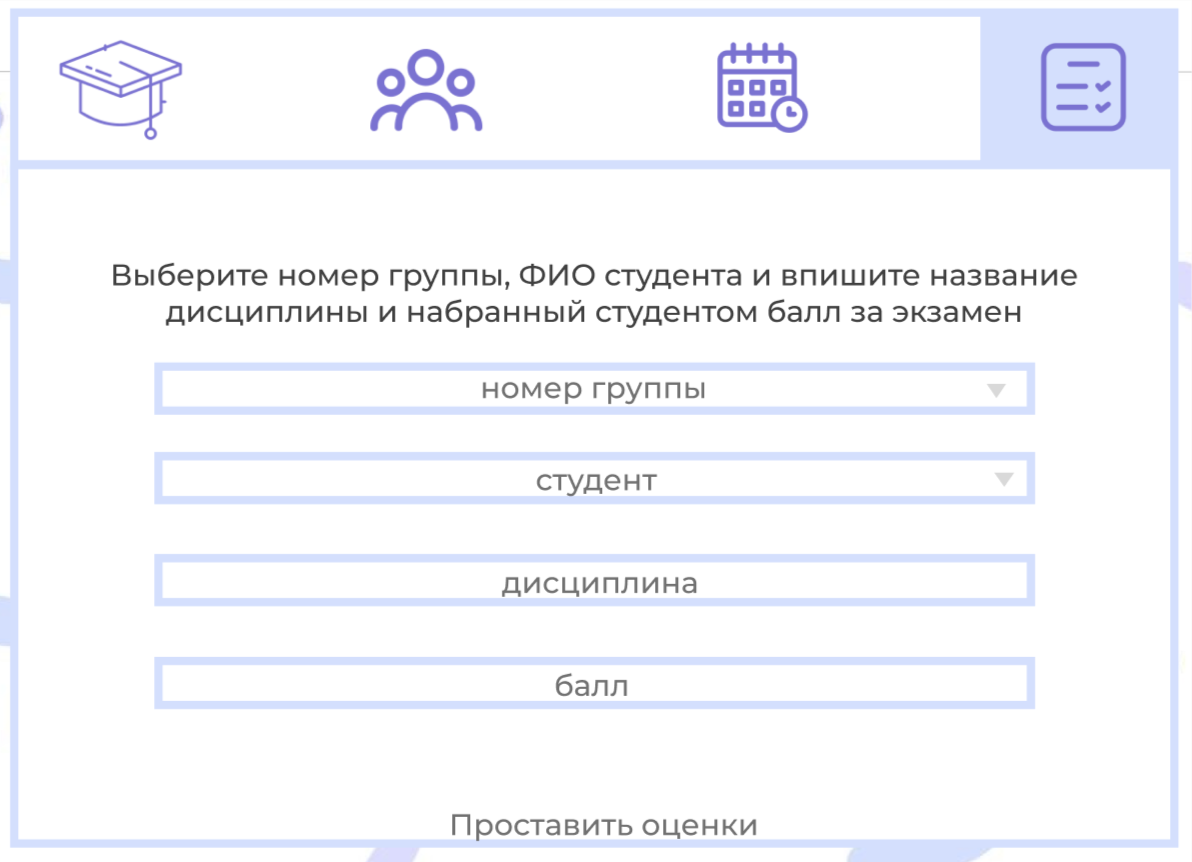 Выберите номер группы, ФИО студента и впишите название
дисциплины и набранный студентом балл за экзамен
номер группы
студент
дисциплина
балл
Проставить оценки